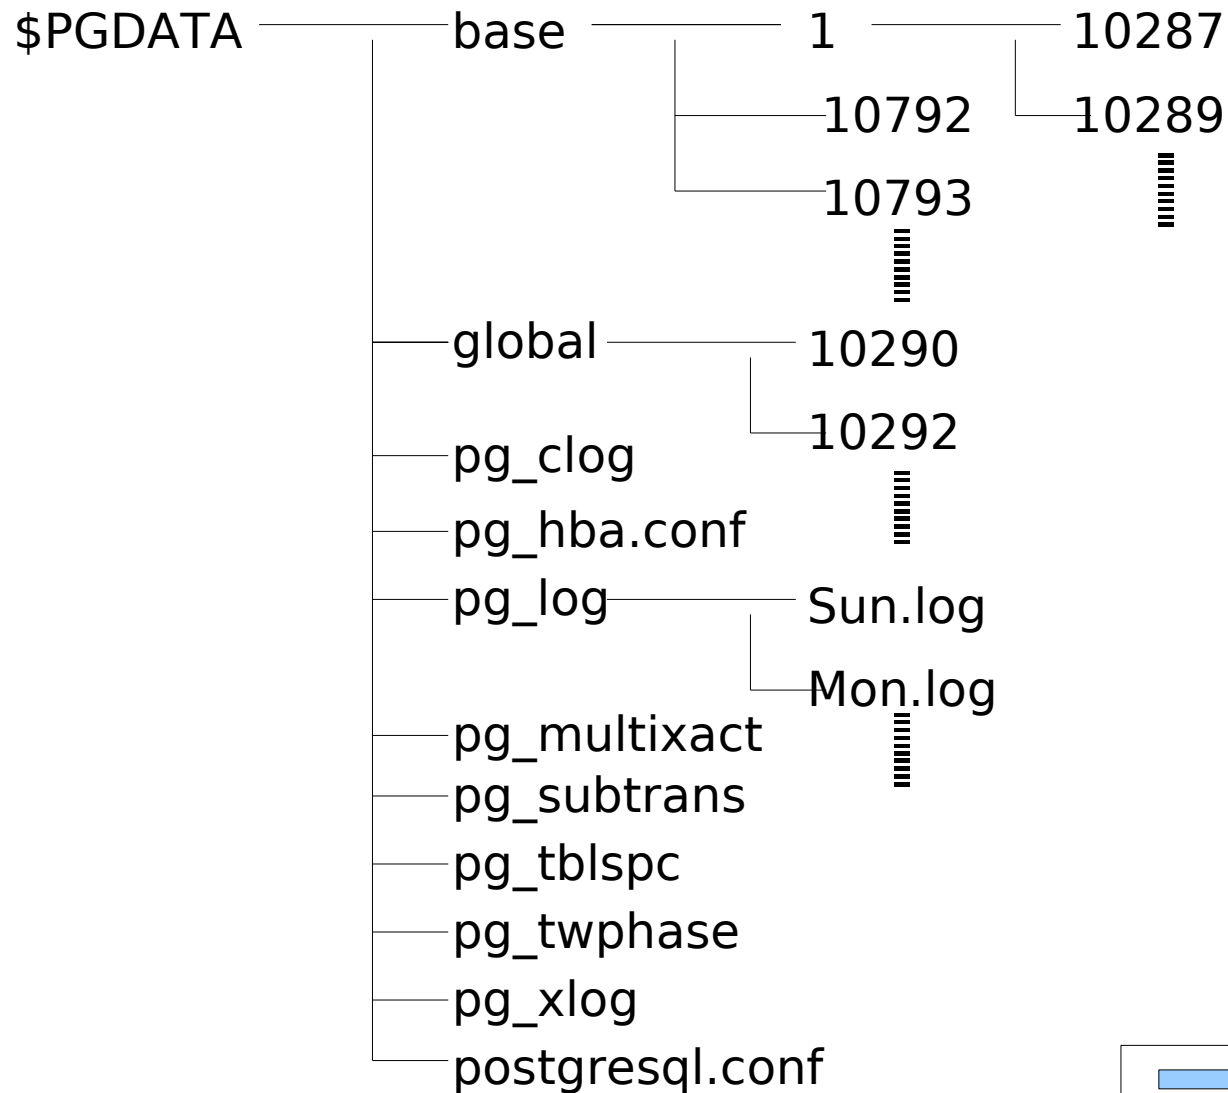 $PGDATA base 1 10287
10792 10289
10793
global 10290
10292
pg_clog
pg_hba.conf
pg_log Sun.log
Mon.log
pg_multixact
pg_subtrans
pg_tblspc
pg_twphase
pg_xlog
postgresql.conf